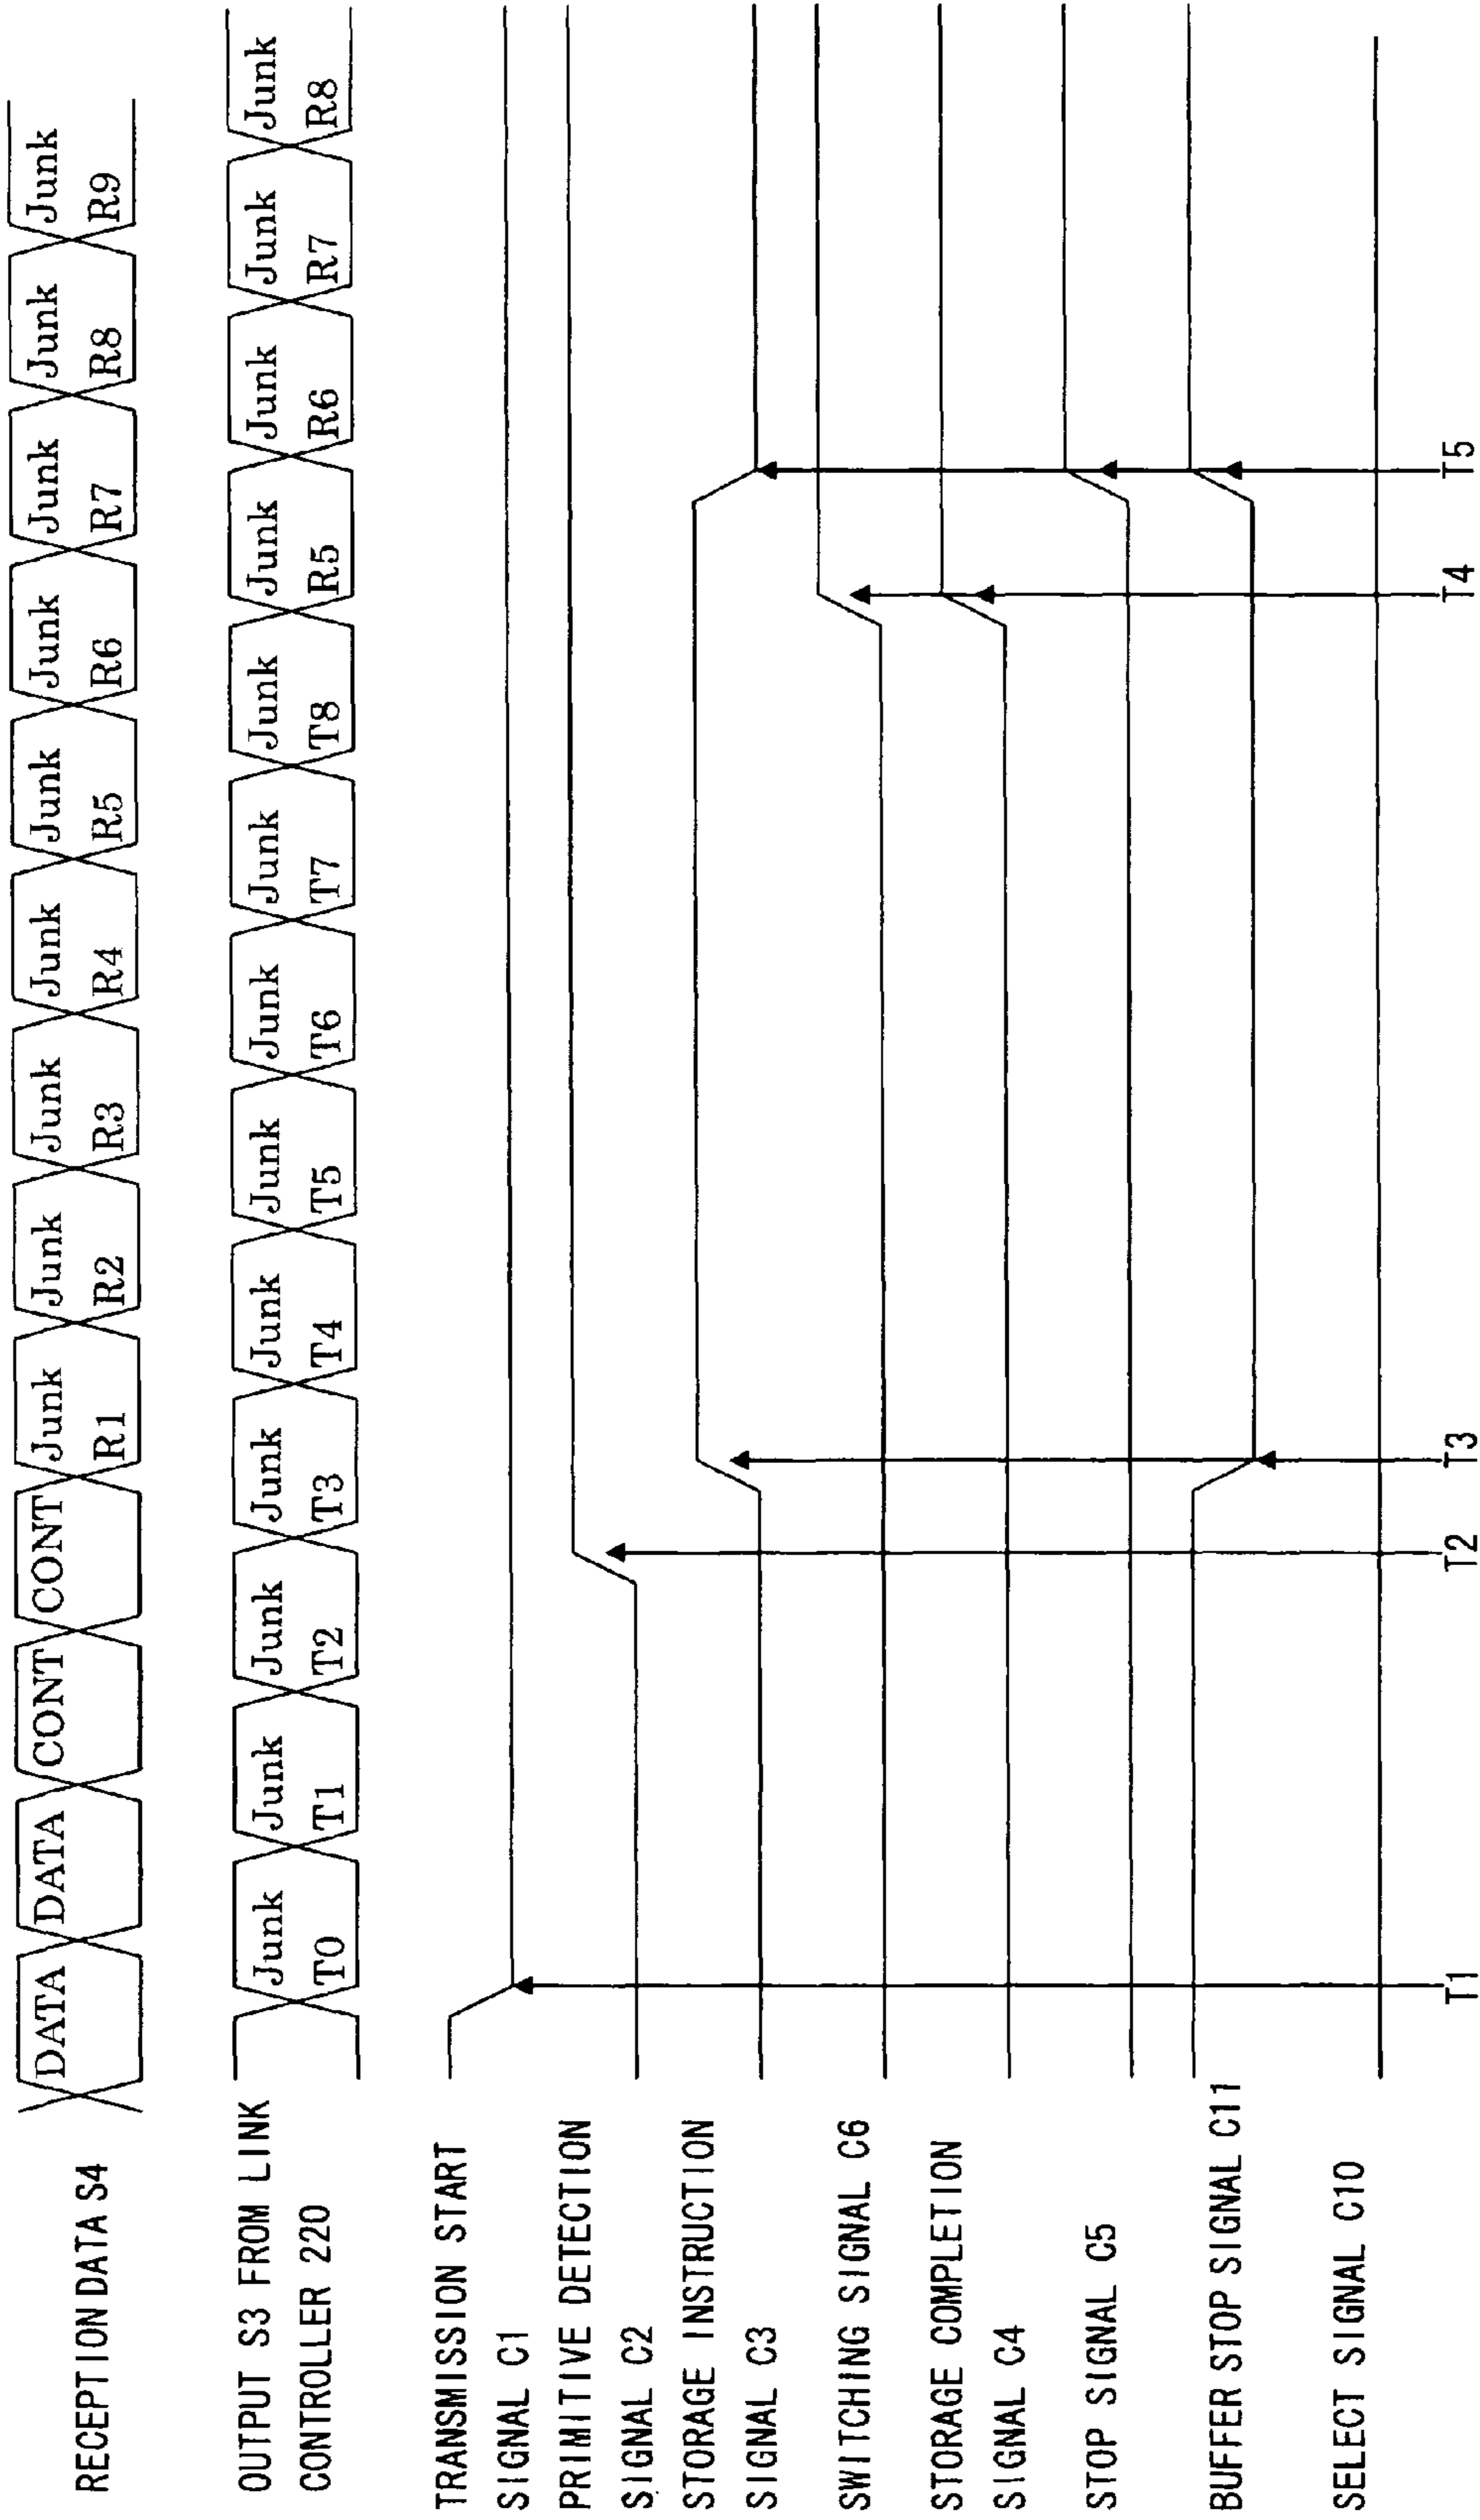 RECEPTION DATA S4
DATA DATA CONT CONT Junk Junk Junk Junk Junk Junk Junk Junk Junk
R1 R2 R3 R4 R5 R6 R7 R8 R9
OUTPUT S3 FROM LINK
CONTROLLER 220
Junk Junk Junk Junk Junk Junk Junk Junk Junk Junk Junk Junk Junk
T0 T1 T2 T3 T4 T5 T6 T7 T8 R5 R6 R7 R8
TRANSMISSION START
SIGNAL C1
PRIMITIVE DETECTION
SIGNAL C2
STORAGE INSTRUCTION
SIGNAL C3
SWITCHING SIGNAL C6
STORAGE COMPLETION
SIGNAL C4
STOP SIGNAL C5
BUFFER STOP SIGNAL C11
SELECT SIGNAL C10
T1 T2 T3 T4 T5